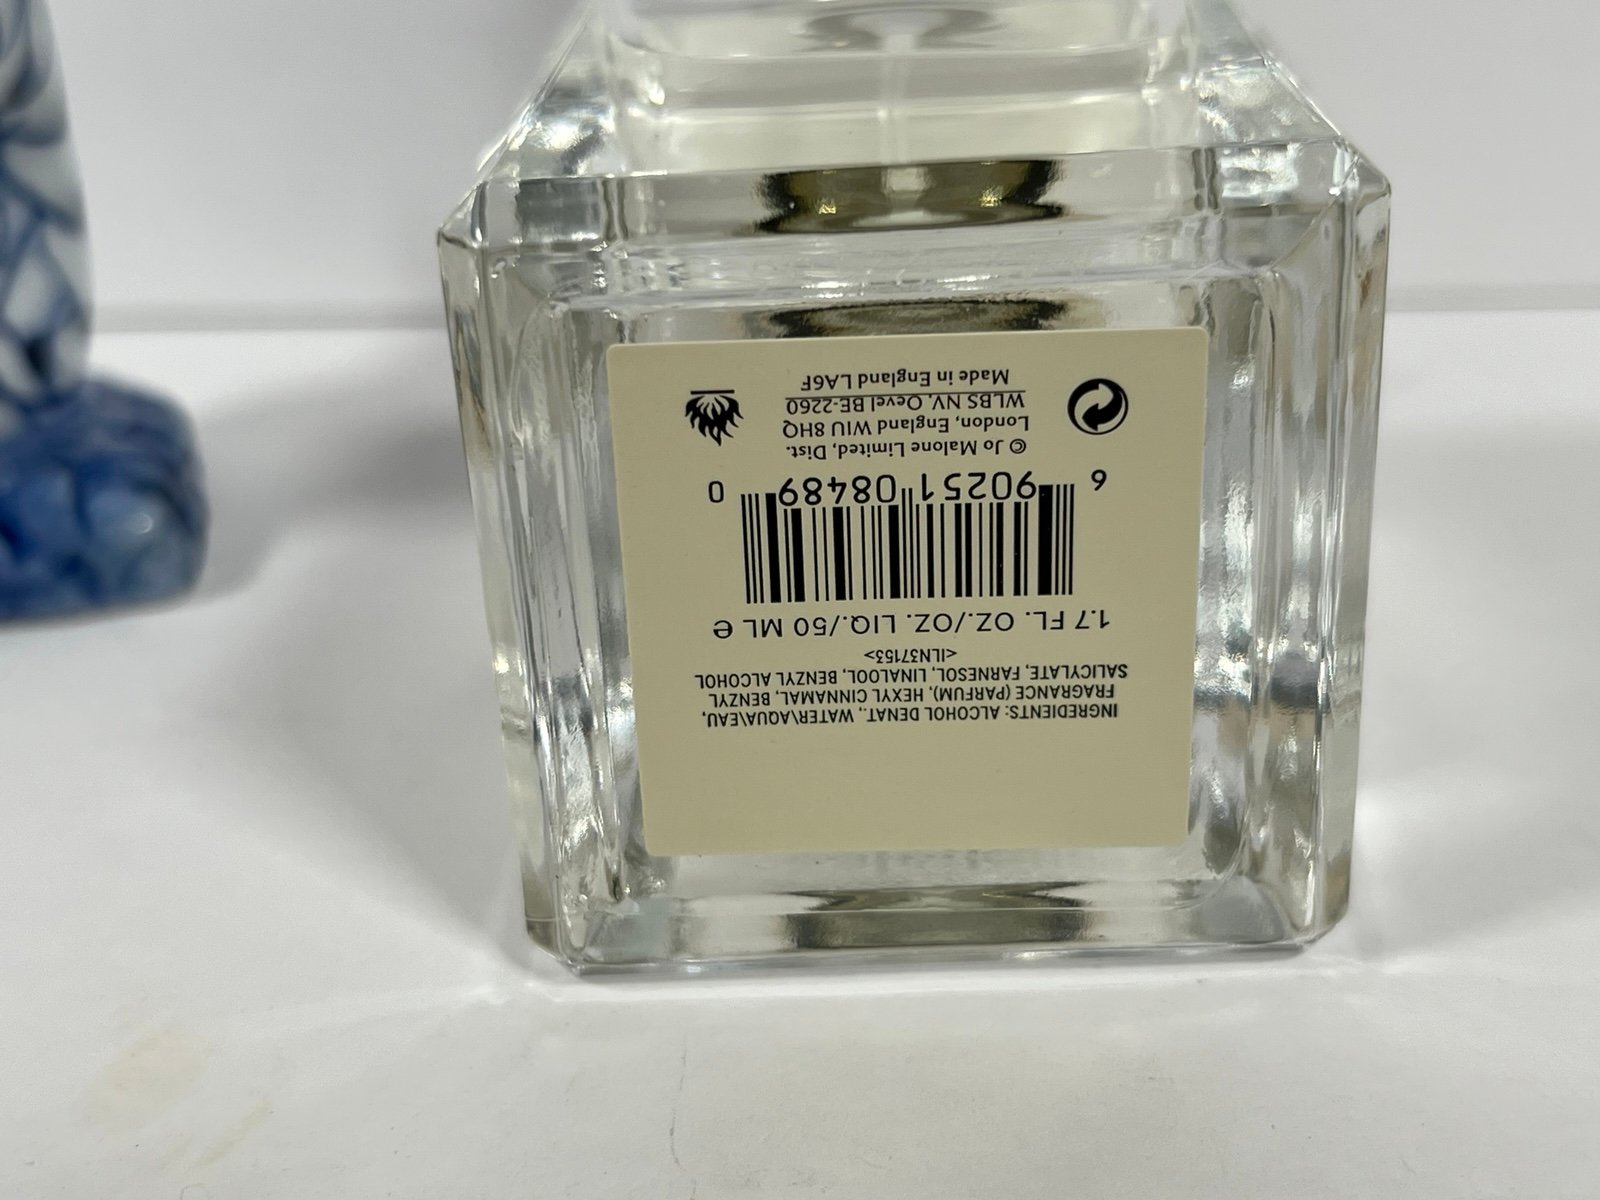 INGREDIENTS: ALCOHOL DENAT., WATER\AQUA\EAU,
FRAGRANCE (PARFUM), HEXYL CINNAMAL, BENZYL
SALICYLATE, FARNESOL, LINALOOL, BENZYL ALCOHOL
<ILN37153>
1.7 FL. OZ./OZ. LIQ./50 ML ℮
6 90251 08489 0
© Jo Malone Limited, Dist.
London, England W1U 8HQ
WLBS NV, Oevel BE-2260
Made in England LA6F